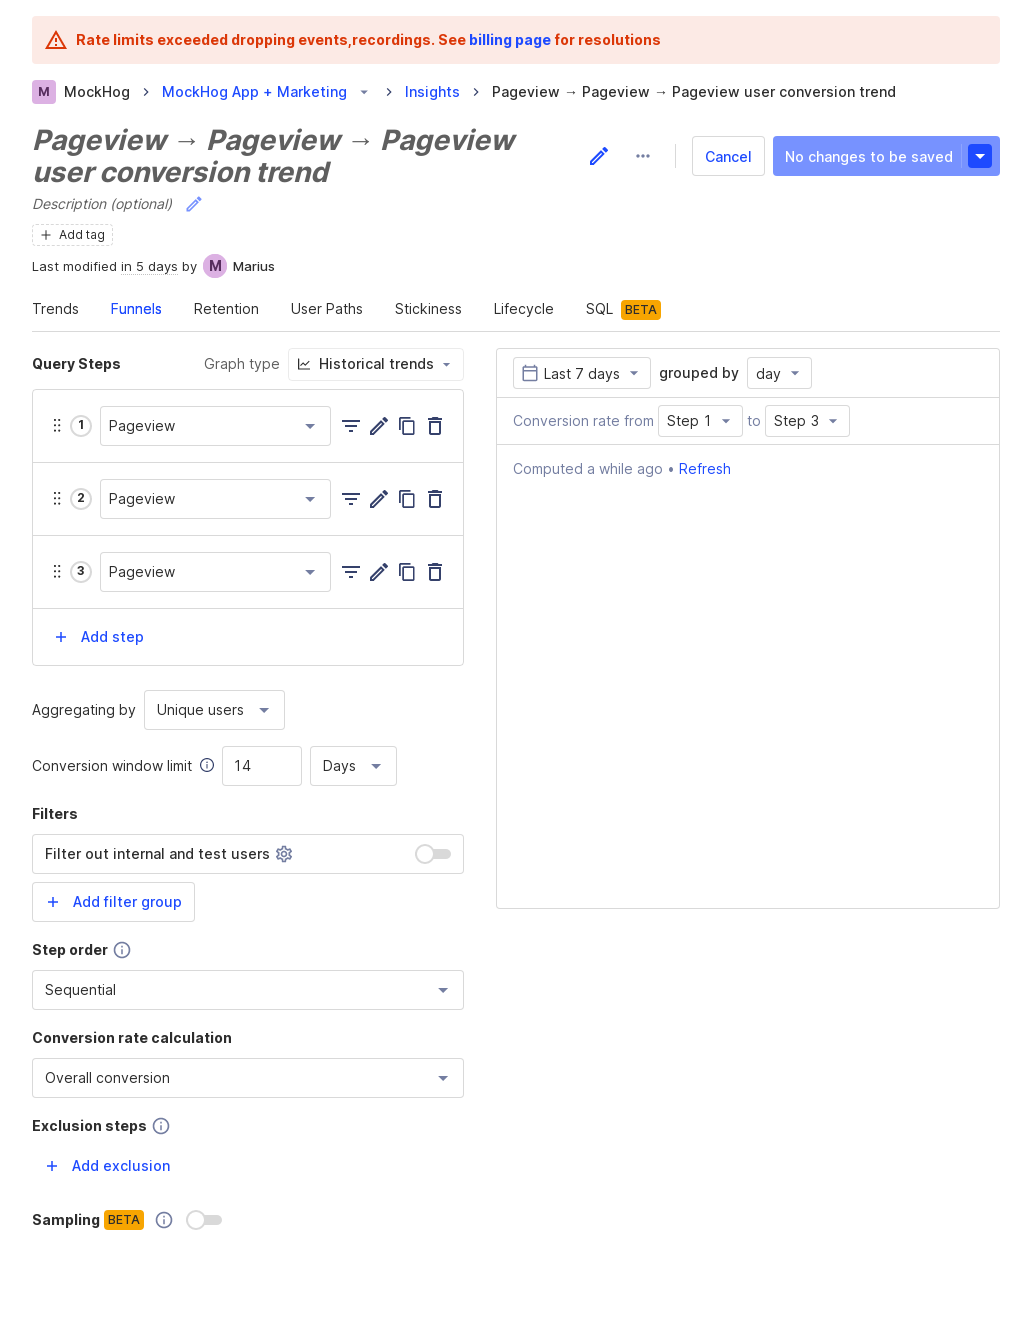 Rate limits exceeded dropping events,recordings. See billing page for resolutions
M MockHog MockHog App + Marketing Insights Pageview → Pageview → Pageview user conversion trend
Pageview → Pageview → Pageview
user conversion trend
Cancel
No changes to be saved
Description (optional)
Add tag
Last modified in 5 days by M Marius
Trends Funnels Retention User Paths Stickiness Lifecycle SQL BETA
Query Steps Graph type Historical trends
1 Pageview
2 Pageview
3 Pageview
Add step
Aggregating by Unique users
Conversion window limit 14 Days
Filters
Filter out internal and test users
Add filter group
Step order
Sequential
Conversion rate calculation
Overall conversion
Exclusion steps
Add exclusion
Sampling BETA
Last 7 days grouped by day
Conversion rate from Step 1 to Step 3
Computed a while ago • Refresh